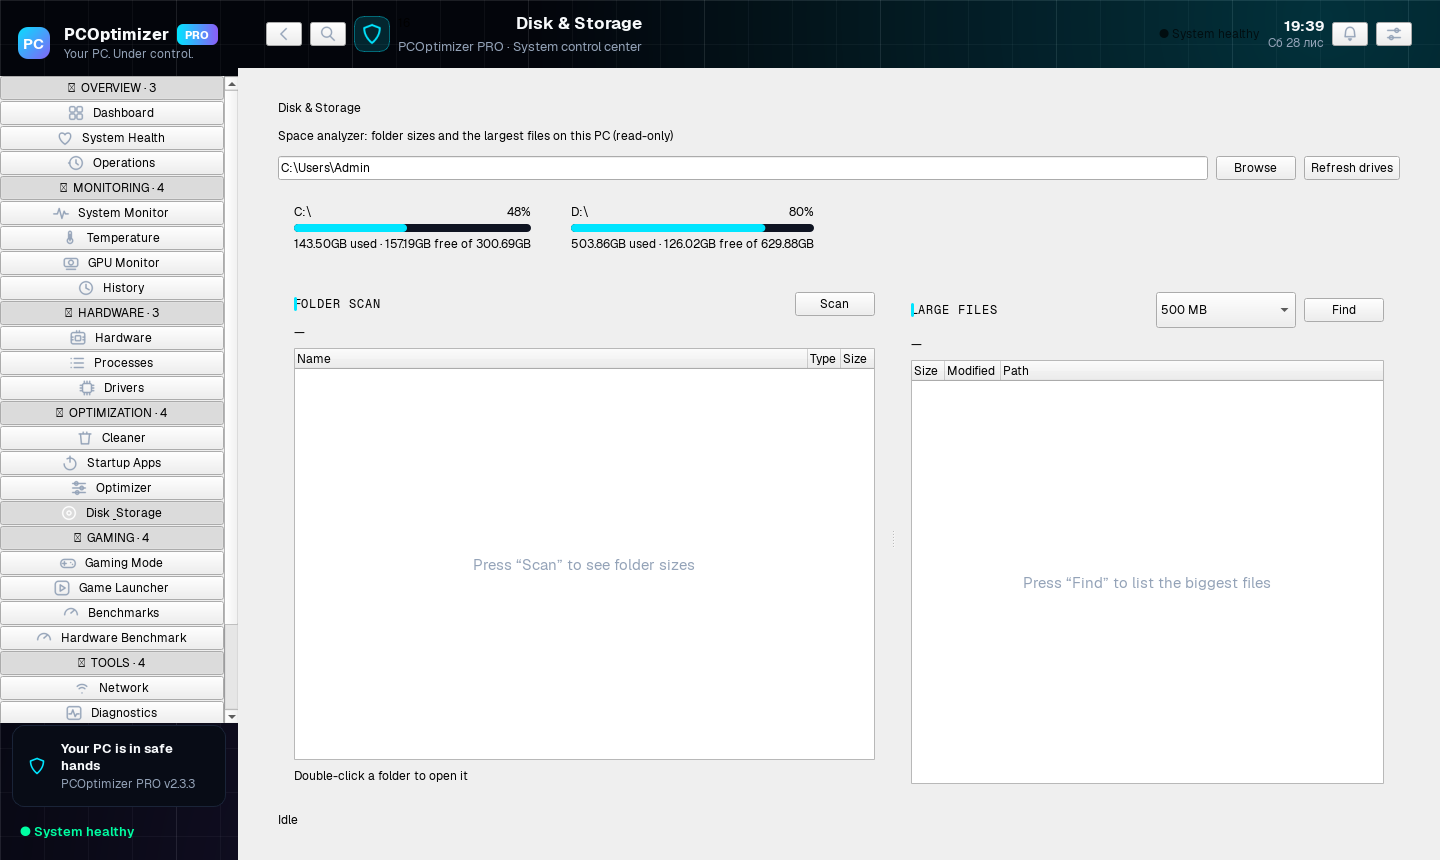 PC
PCOptimizer PRO
Your PC. Under control.
Disk & Storage
PCOptimizer PRO · System control center
System healthy
19:39
Сб 28 лис
OVERVIEW · 3
Dashboard
System Health
Operations
MONITORING · 4
System Monitor
Temperature
GPU Monitor
History
HARDWARE · 3
Hardware
Processes
Drivers
OPTIMIZATION · 4
Cleaner
Startup Apps
Optimizer
Disk _Storage
GAMING · 4
Gaming Mode
Game Launcher
Benchmarks
Hardware Benchmark
TOOLS · 4
Network
Diagnostics
Your PC is in safe
hands
PCOptimizer PRO v2.3.3
System healthy
Disk & Storage
Space analyzer: folder sizes and the largest files on this PC (read-only)
C:\Users\Admin
Browse
Refresh drives
C:\ 48%
143.50GB used · 157.19GB free of 300.69GB
D:\ 80%
503.86GB used · 126.02GB free of 629.88GB
FOLDER SCAN
Scan
—
Name Type Size
Press “Scan” to see folder sizes
Double-click a folder to open it
LARGE FILES
500 MB
Find
—
Size Modified Path
Press “Find” to list the biggest files
Idle